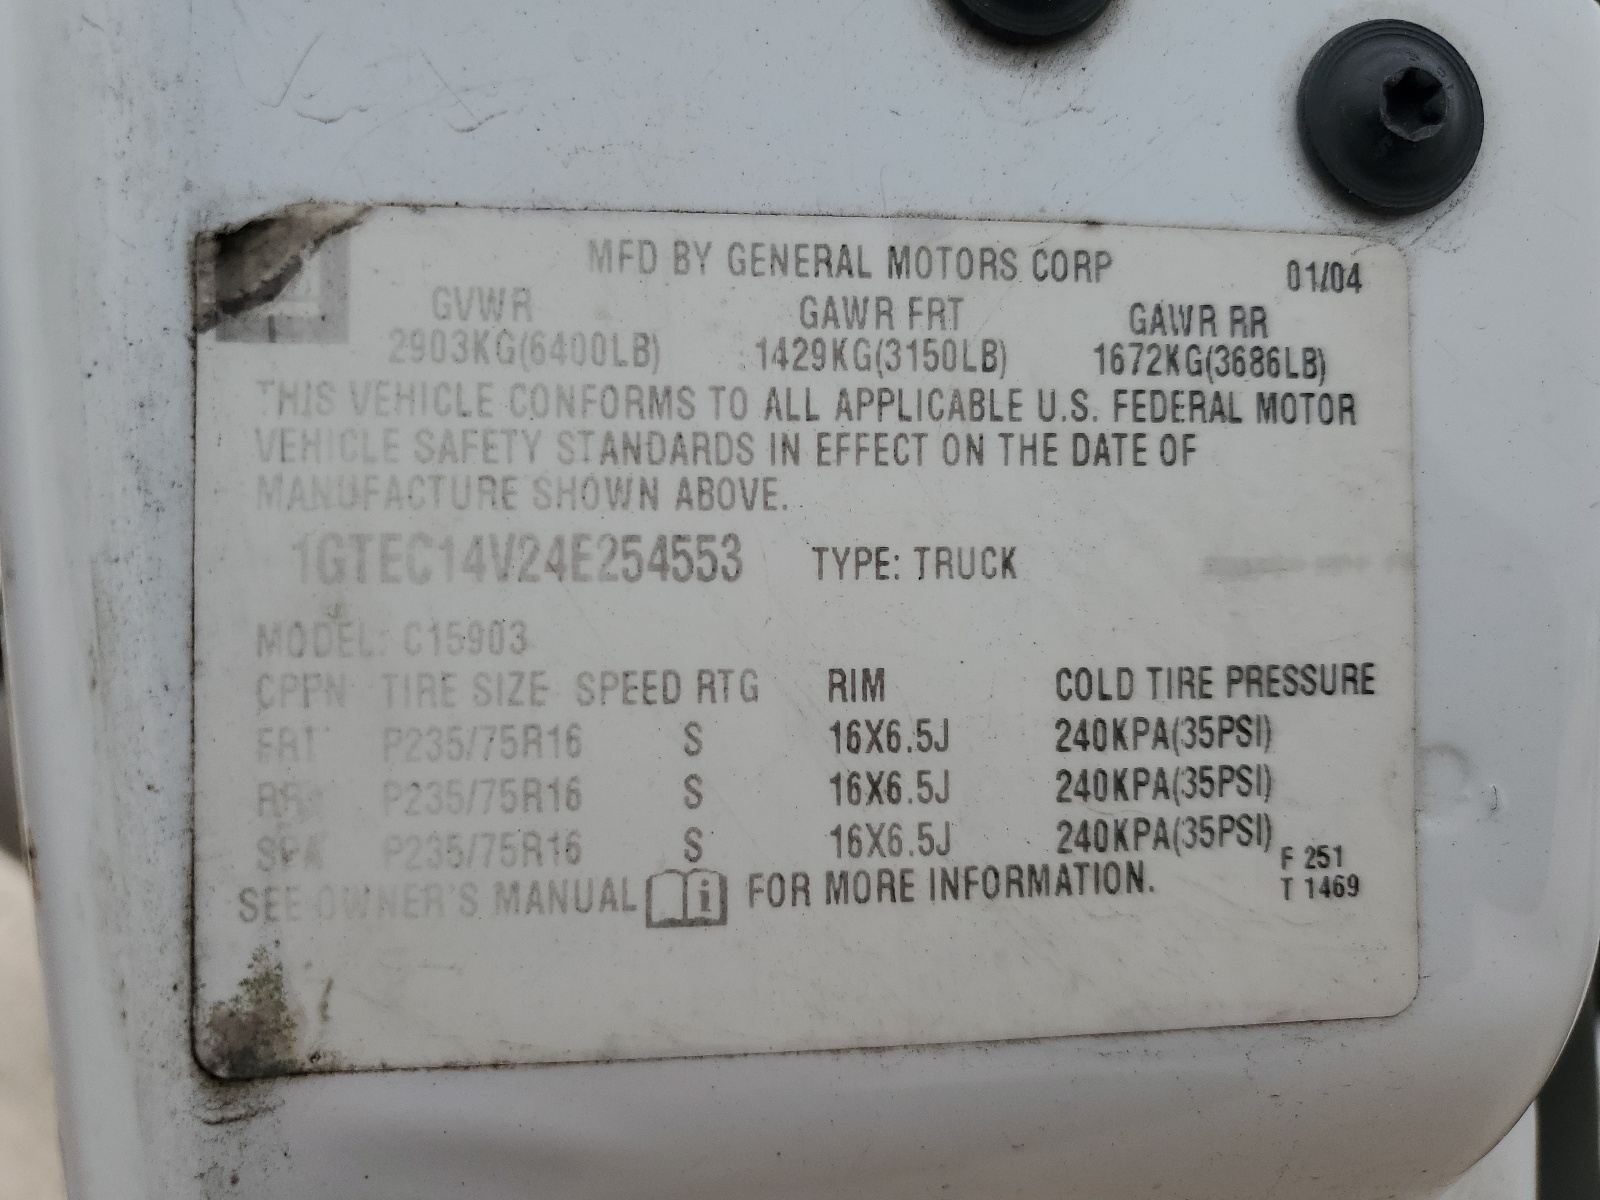 MFD BY GENERAL MOTORS CORP 01/04
GVWR GAWR FRT GAWR RR
2903KG(6400LB) 1429KG(3150LB) 1672KG(3686LB)
THIS VEHICLE CONFORMS TO ALL APPLICABLE U.S. FEDERAL MOTOR
VEHICLE SAFETY STANDARDS IN EFFECT ON THE DATE OF
MANUFACTURE SHOWN ABOVE.
1GTEC14V24E254553 TYPE: TRUCK
MODEL: C15903
CPPN TIRE SIZE SPEED RTG RIM COLD TIRE PRESSURE
FRT P235/75R16 S 16X6.5J 240KPA(35PSI)
RR P235/75R16 S 16X6.5J 240KPA(35PSI)
SPA P235/75R16 S 16X6.5J 240KPA(35PSI)
SEE OWNER'S MANUAL i FOR MORE INFORMATION.
F 251
T 1469